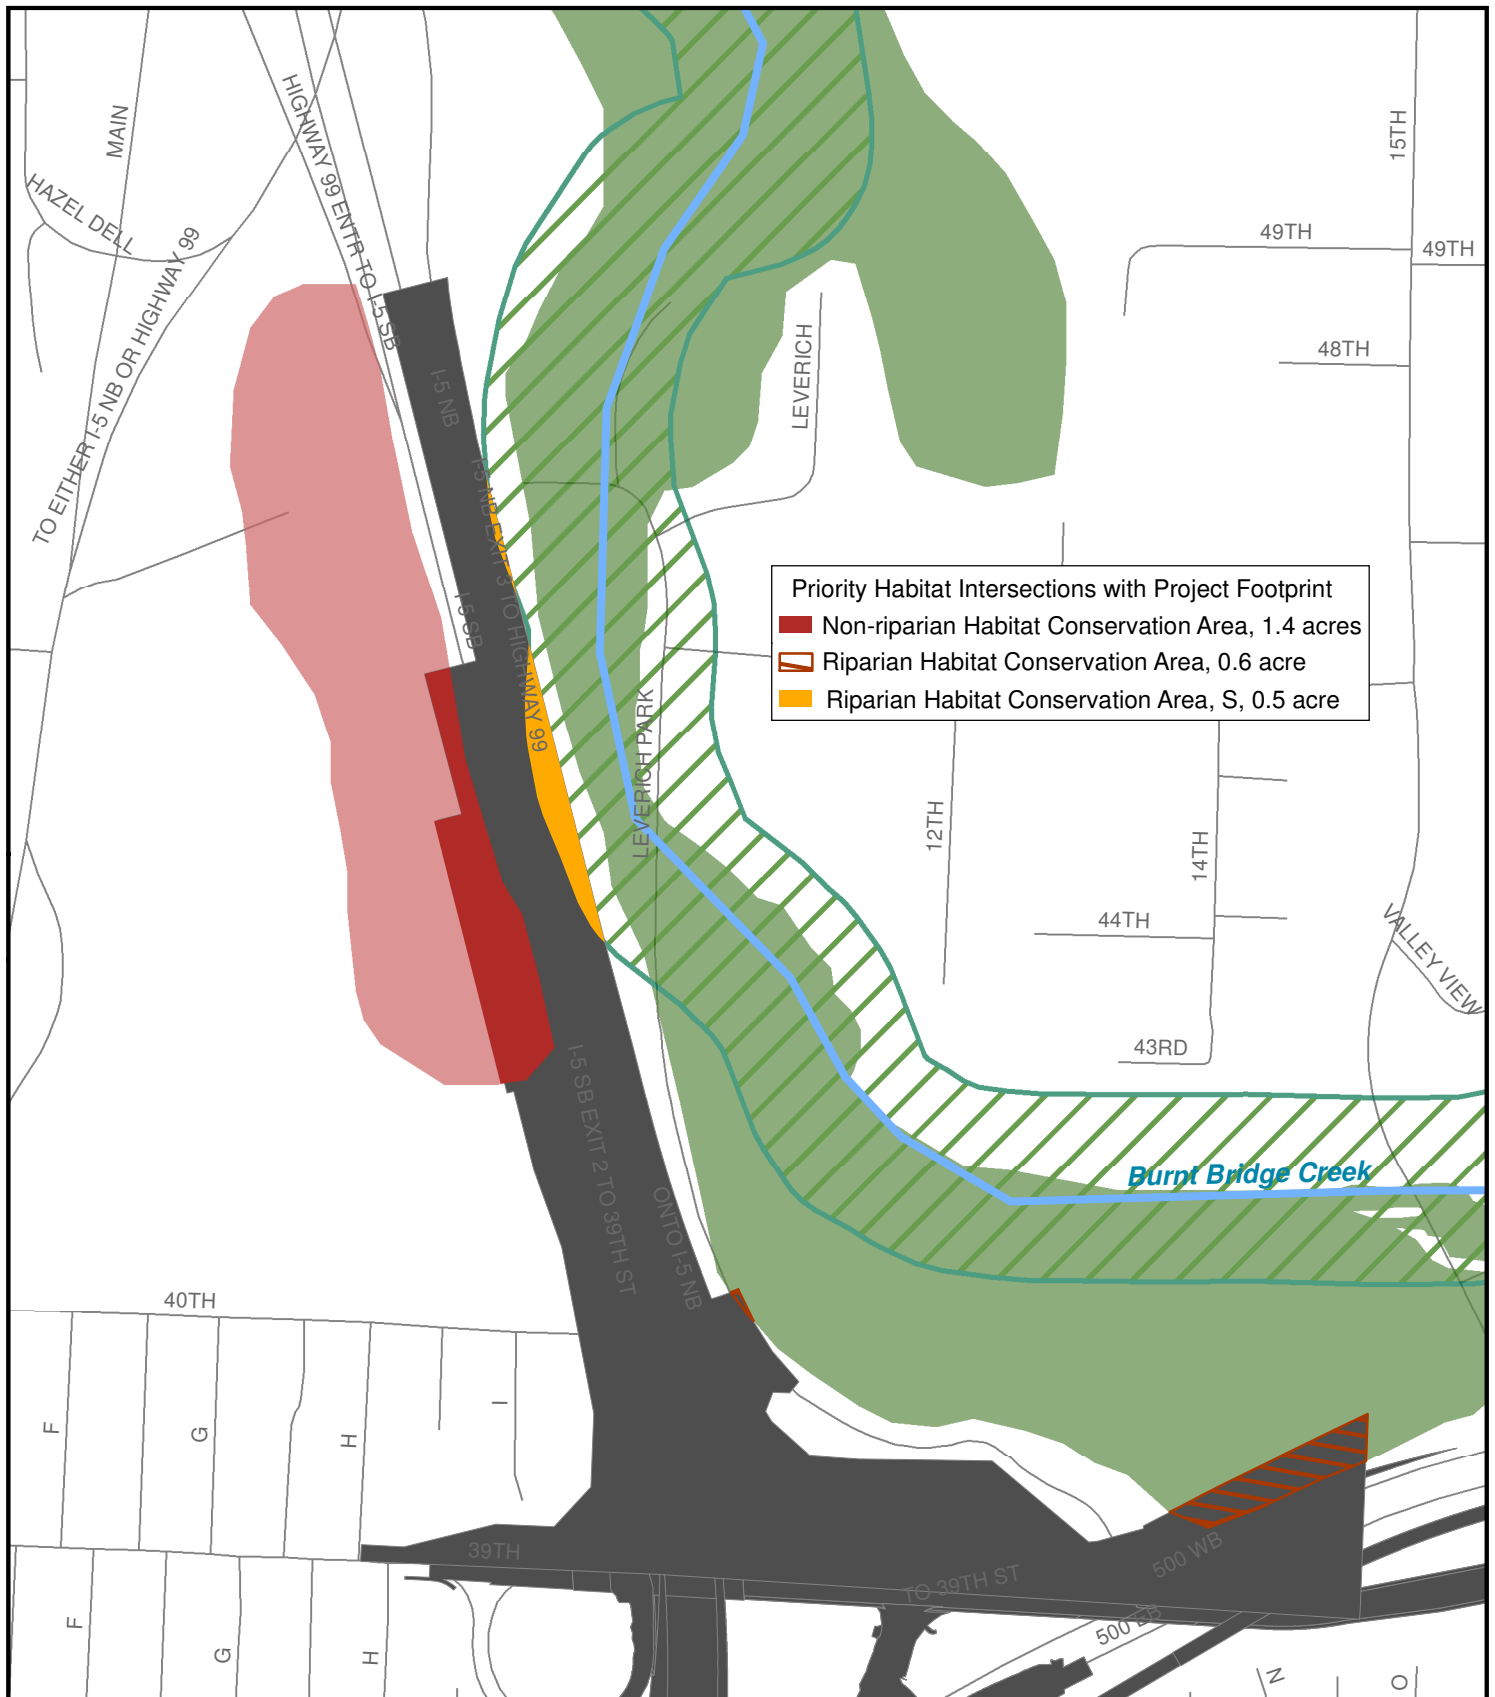 MAIN
HIGHWAY 99 ENTR TO I-5 SB
15TH
HAZEL DELL
TO EITHER I-5 NB OR HIGHWAY 99
49TH
49TH
48TH
LEVERICH
I-5 NB
I-5 NB EXIT 3 TO HIGHWAY 99
I-5 SB
Priority Habitat Intersections with Project Footprint
Non-riparian Habitat Conservation Area, 1.4 acres
Riparian Habitat Conservation Area, 0.6 acre
Riparian Habitat Conservation Area, S, 0.5 acre
LEVERICH PARK
12TH
14TH
44TH
VALLEY VIEW
43RD
I-5 SB EXIT 2 TO 39TH ST
Burnt Bridge Creek
ONTO I-5 NB
40TH
F
G
H
I
39TH
500 WB
TO 39TH ST
500 EB
F
G
H
N
O